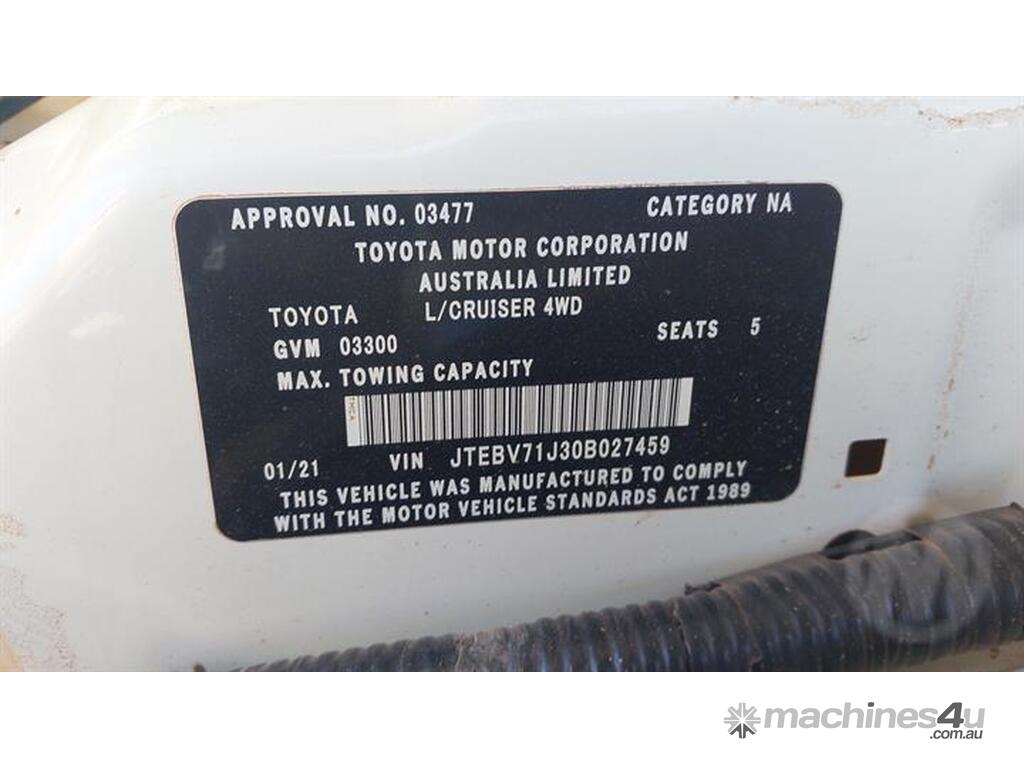 APPROVAL NO. 03477 CATEGORY NA
TOYOTA MOTOR CORPORATION
AUSTRALIA LIMITED
TOYOTA L/CRUISER 4WD
GVM 03300 SEATS 5
MAX. TOWING CAPACITY
TMCA
01/21 VIN JTEBV71J30B027459
THIS VEHICLE WAS MANUFACTURED TO COMPLY
WITH THE MOTOR VEHICLE STANDARDS ACT 1989
machines4u
.com.au